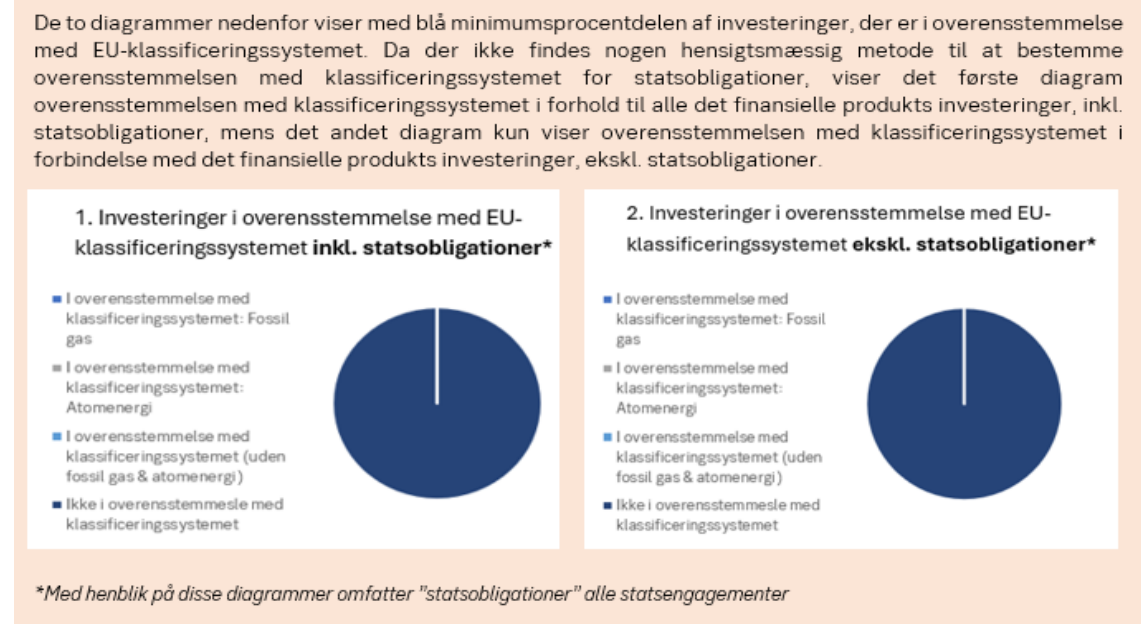 De to diagrammer nedenfor viser med blå minimumsprocentdelen af investeringer, der er i overensstemmelse
med EU-klassificeringssystemet. Da der ikke findes nogen hensigtsmæssig metode til at bestemme
overensstemmelsen med klassificeringssystemet for statsobligationer, viser det første diagram
overensstemmelsen med klassificeringssystemet i forhold til alle det finansielle produkts investeringer, inkl.
statsobligationer, mens det andet diagram kun viser overensstemmelsen med klassificeringssystemet i
forbindelse med det finansielle produkts investeringer, ekskl. statsobligationer.
1. Investeringer i overensstemmelse med EU-
klassificeringssystemet inkl. statsobligationer*
I overensstemmelse med
klassificeringssystemet: Fossil
gas
I overensstemmelse med
klassificeringssystemet:
Atomenergi
I overensstemmelse med
klassificeringssystemet (uden
fossil gas & atomenergi)
Ikke i overensstemmesle med
klassificeringssystemet
2. Investeringer i overensstemmelse med EU-
klassificeringssystemet ekskl. statsobligationer*
I overensstemmelse med
klassificeringssystemet: Fossil
gas
I overensstemmelse med
klassificeringssystemet:
Atomenergi
I overensstemmelse med
klassificeringssystemet (uden
fossil gas & atomenergi)
Ikke i overensstemmesle med
klassificeringssystemet
*Med henblik på disse diagrammer omfatter "statsobligationer" alle statsengagementer